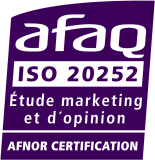 afaq
ISO 20252
Étude marketing
et d´opinion
AFNOR CERTIFICATION